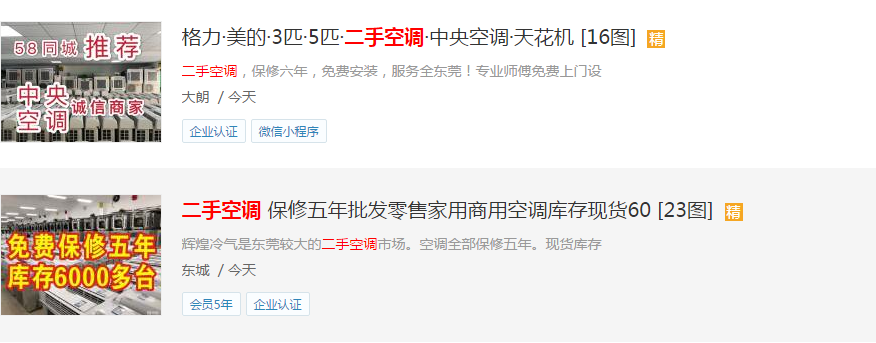 58同城 推荐
中央
空调
诚信商家
格力·美的·3匹·5匹·二手空调·中央空调·天花机 [16图] 精
二手空调，保修六年，免费安装，服务全东莞！专业师傅免费上门设
大朗 / 今天
企业认证 微信小程序
免费保修五年
库存6000多台
二手空调 保修五年批发零售家用商用空调库存现货60 [23图] 精
辉煌冷气是东莞较大的二手空调市场。空调全部保修五年。现货库存
东城 / 今天
会员5年 企业认证